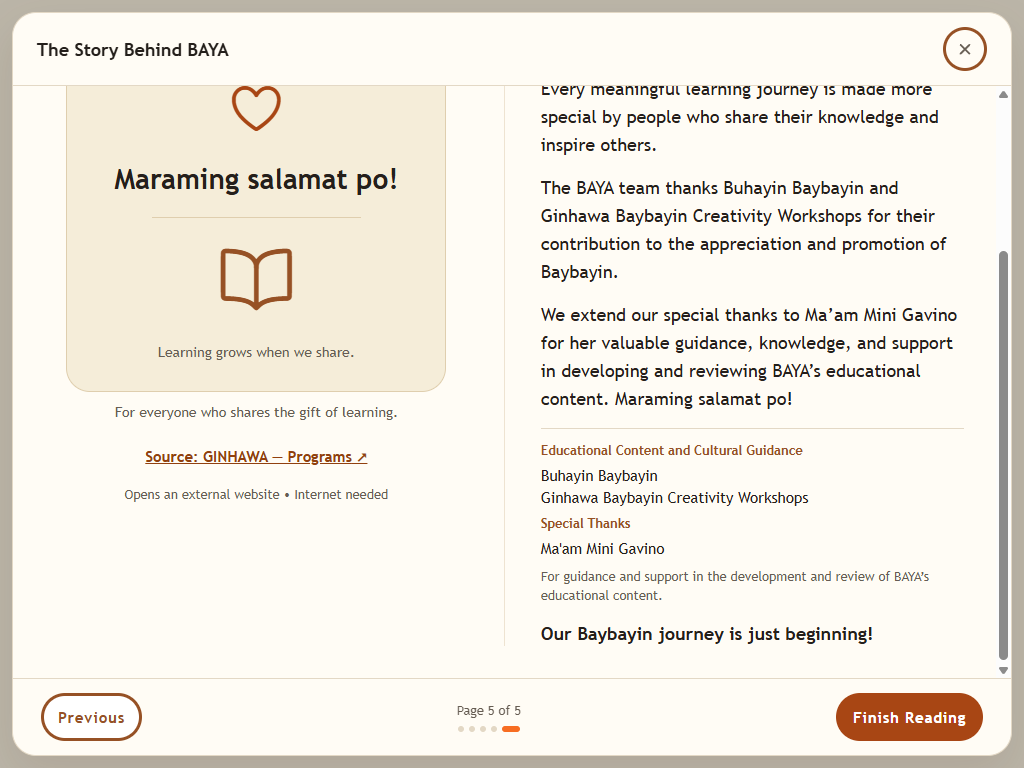 The Story Behind BAYA
Maraming salamat po!
Learning grows when we share.
For everyone who shares the gift of learning.
Source: GINHAWA — Programs ↗
Opens an external website • Internet needed
Every meaningful learning journey is made more
special by people who share their knowledge and
inspire others.
The BAYA team thanks Buhayin Baybayin and
Ginhawa Baybayin Creativity Workshops for their
contribution to the appreciation and promotion of
Baybayin.
We extend our special thanks to Ma’am Mini Gavino
for her valuable guidance, knowledge, and support
in developing and reviewing BAYA’s educational
content. Maraming salamat po!
Educational Content and Cultural Guidance
Buhayin Baybayin
Ginhawa Baybayin Creativity Workshops
Special Thanks
Ma'am Mini Gavino
For guidance and support in the development and review of BAYA’s
educational content.
Our Baybayin journey is just beginning!
Previous
Page 5 of 5
Finish Reading